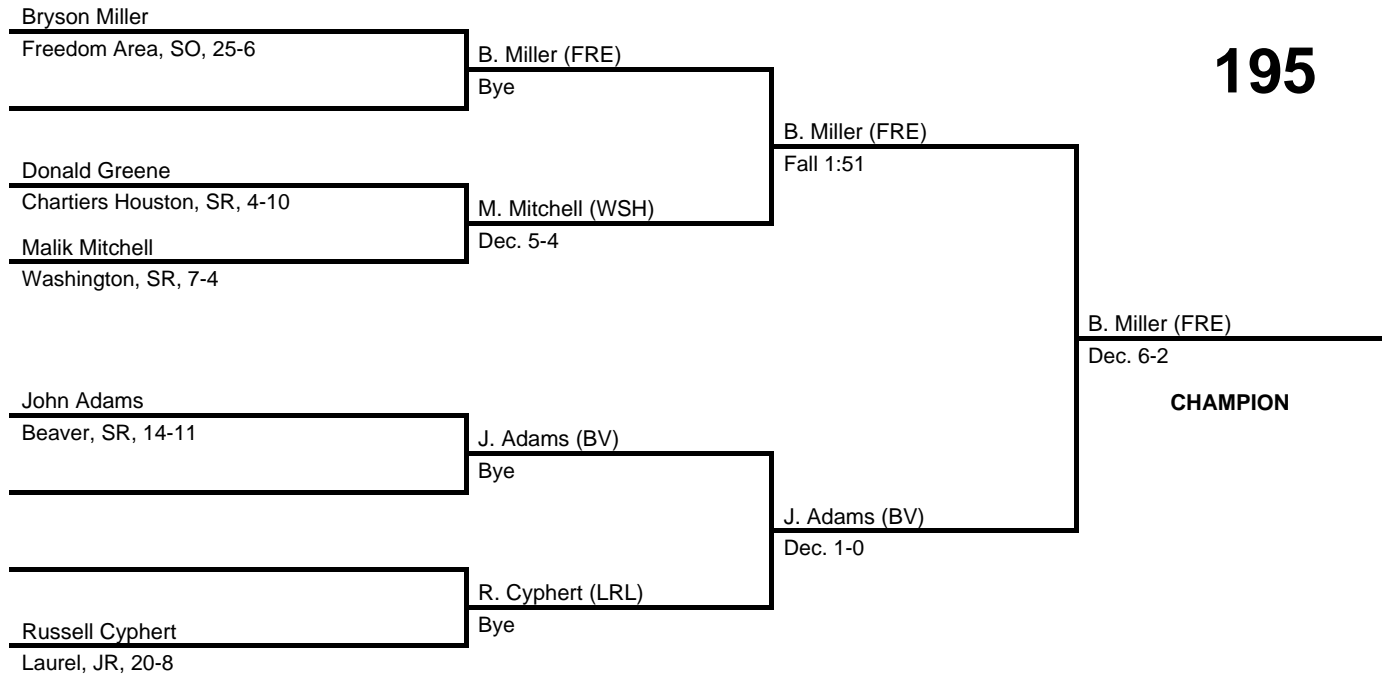 Bryson Miller
Freedom Area, SO, 25-6
B. Miller (FRE)
Bye
195
B. Miller (FRE)
Fall 1:51
Donald Greene
Chartiers Houston, SR, 4-10
M. Mitchell (WSH)
Dec. 5-4
Malik Mitchell
Washington, SR, 7-4
B. Miller (FRE)
Dec. 6-2
CHAMPION
John Adams
Beaver, SR, 14-11
J. Adams (BV)
Bye
J. Adams (BV)
Dec. 1-0
R. Cyphert (LRL)
Bye
Russell Cyphert
Laurel, JR, 20-8